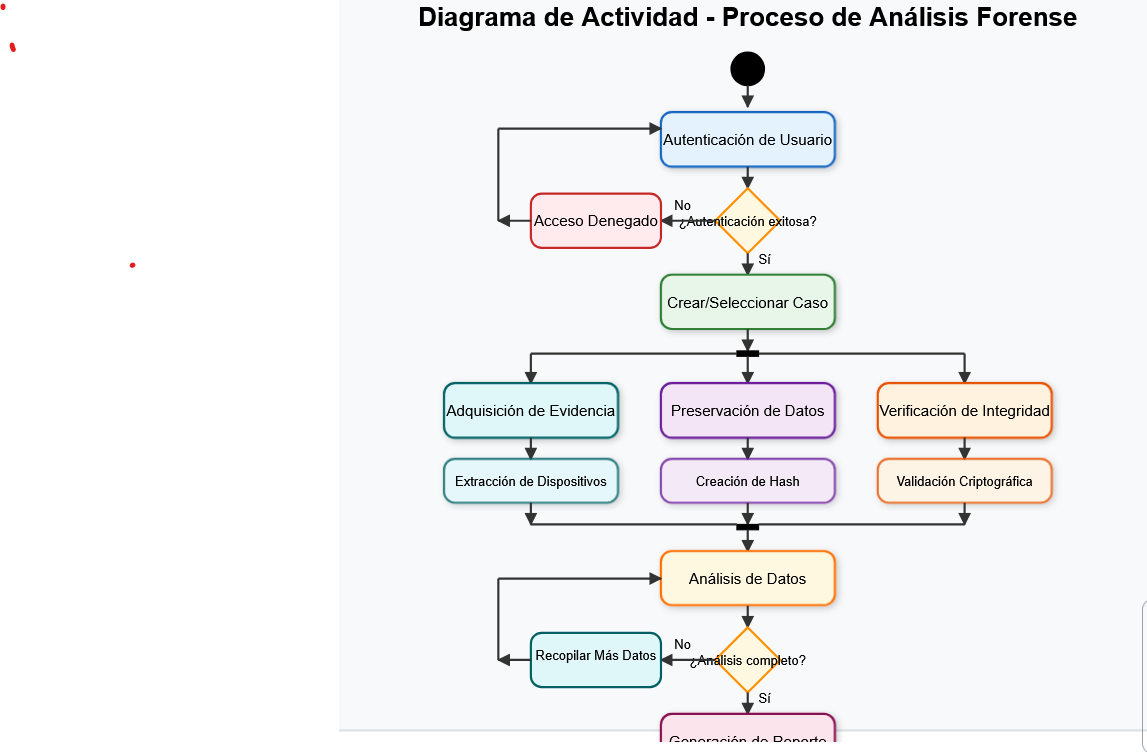 Diagrama de Actividad - Proceso de Análisis Forense
Autenticación de Usuario
No
Acceso Denegado
¿Autenticación exitosa?
Sí
Crear/Seleccionar Caso
Adquisición de Evidencia
Preservación de Datos
Verificación de Integridad
Extracción de Dispositivos
Creación de Hash
Validación Criptográfica
Análisis de Datos
No
Recopilar Más Datos
¿Análisis completo?
Sí
Generación de Reporte